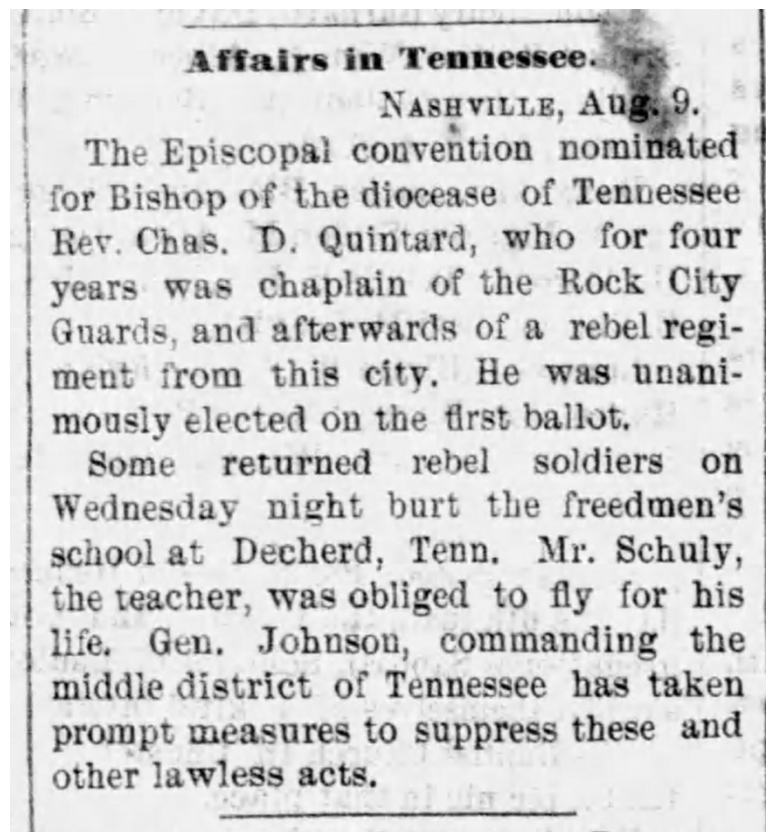 Affairs in Tennessee.
NASHVILLE, Aug. 9.
The Episcopal convention nominated
for Bishop of the diocease of Tennessee
Rev. Chas. D. Quintard, who for four
years was chaplain of the Rock City
Guards, and afterwards of a rebel regi-
ment from this city. He was unani-
mously elected on the first ballot.
Some returned rebel soldiers on
Wednesday night burt the freedmen's
school at Decherd, Tenn. Mr. Schuly,
the teacher, was obliged to fly for his
life. Gen. Johnson, commanding the
middle district of Tennessee has taken
prompt measures to suppress these and
other lawless acts.